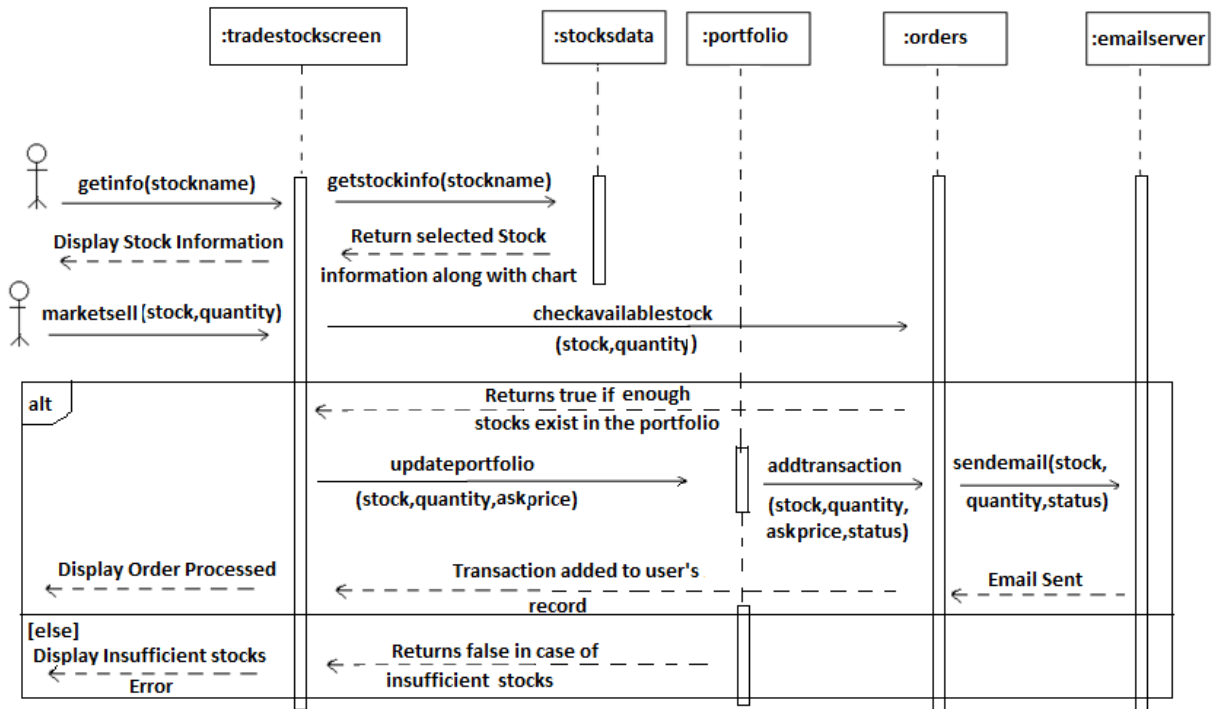 :tradestockscreen
:stocksdata
:portfolio
:orders
:emailserver
getinfo(stockname)
getstockinfo(stockname)
Display Stock Information
Return selected Stock
information along with chart
marketsell (stock,quantity)
checkavailablestock
(stock,quantity)
alt
Returns true if enough
stocks exist in the portfolio
updateportfolio
(stock,quantity,askprice)
addtransaction
(stock,quantity,
askprice,status)
sendemail(stock,
quantity,status)
Display Order Processed
Transaction added to user's
record
Email Sent
[else]
Display Insufficient stocks
Error
Returns false in case of
insufficient stocks